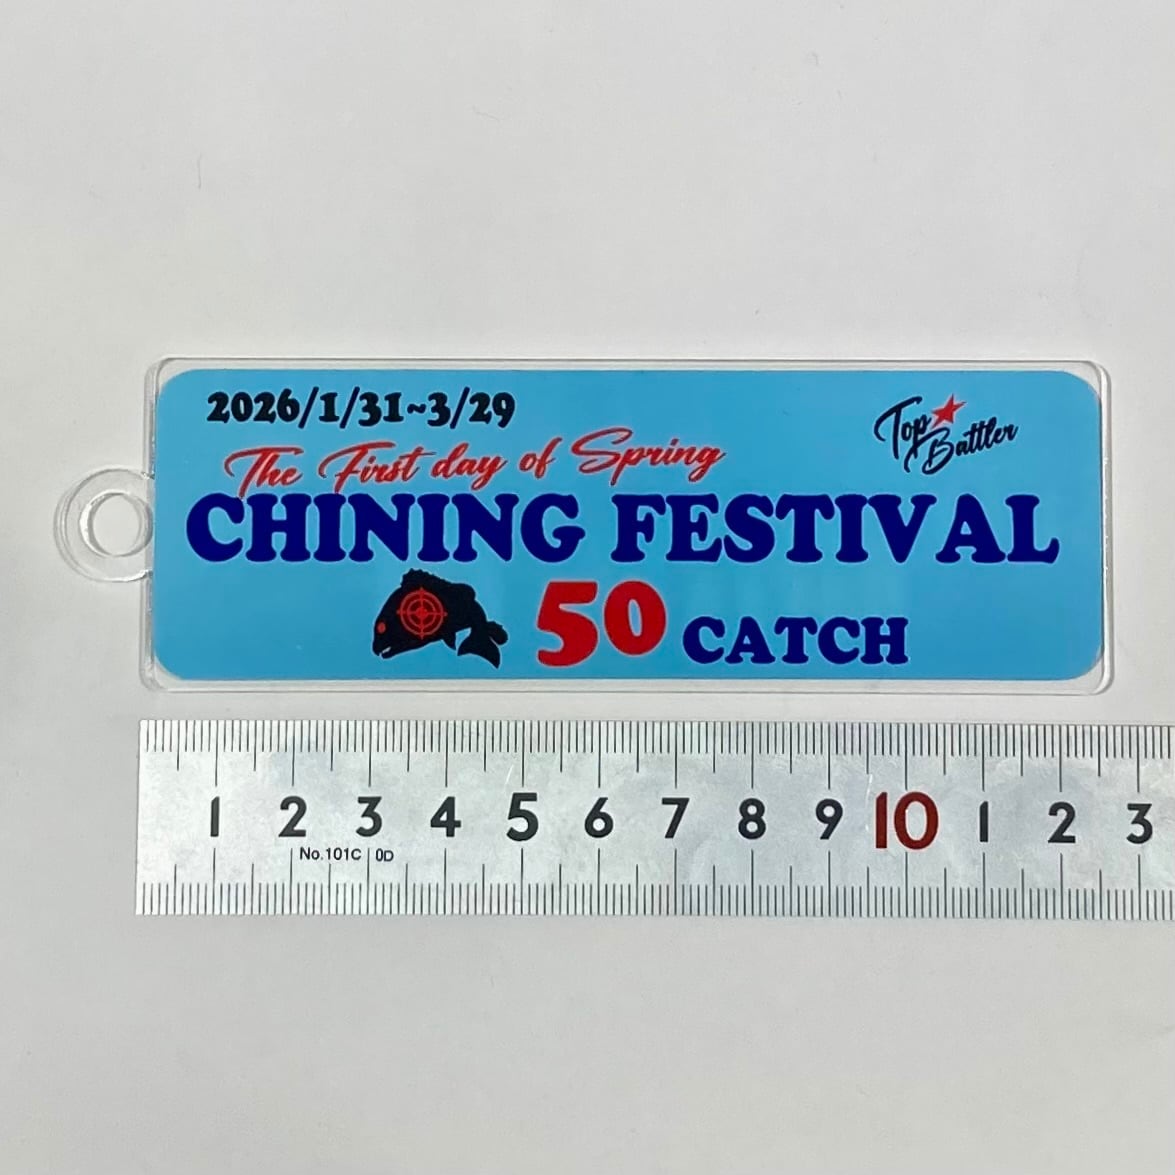 2026/1/31~3/29
Top Battler
The First day of Spring
CHINING FESTIVAL
50 CATCH
1 2 3 4 5 6 7 8 9 10 1 2 3
No.101C 0D